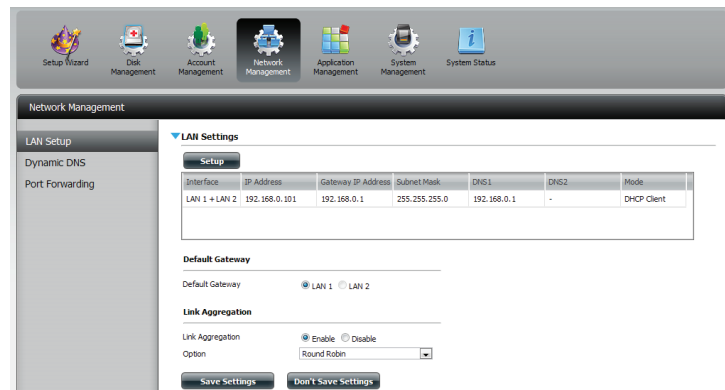 Setup Wizard
Disk Management
Account Management
Network Management
Application Management
System Management
System Status
Network Management
LAN Setup
Dynamic DNS
Port Forwarding
LAN Settings
Setup
Interface IP Address Gateway IP Address Subnet Mask DNS1 DNS2 Mode
LAN 1 + LAN 2 192.168.0.101 192.168.0.1 255.255.255.0 192.168.0.1 - DHCP Client
Default Gateway
Default Gateway LAN 1 LAN 2
Link Aggregation
Link Aggregation Enable Disable
Option Round Robin
Save Settings Don't Save Settings